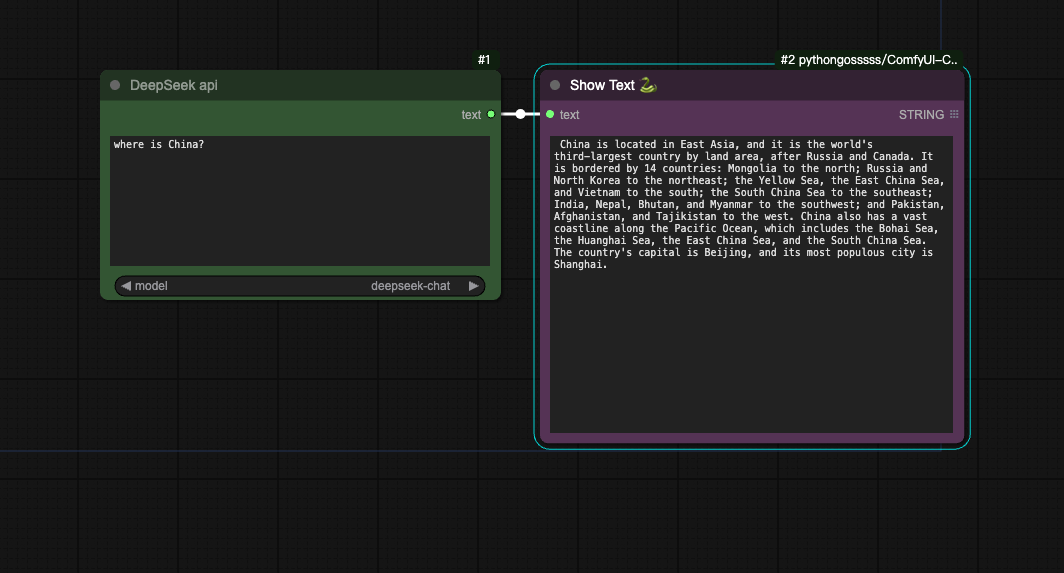 #1
DeepSeek api
text
where is China?
model deepseek-chat
#2 pythongosssss/ComfyUI-C..
Show Text 🐍
text STRING
China is located in East Asia, and it is the world's
third-largest country by land area, after Russia and Canada. It
is bordered by 14 countries: Mongolia to the north; Russia and
North Korea to the northeast; the Yellow Sea, the East China Sea,
and Vietnam to the south; the South China Sea to the southeast;
India, Nepal, Bhutan, and Myanmar to the southwest; and Pakistan,
Afghanistan, and Tajikistan to the west. China also has a vast
coastline along the Pacific Ocean, which includes the Bohai Sea,
the Huanghai Sea, the East China Sea, and the South China Sea.
The country's capital is Beijing, and its most populous city is
Shanghai.